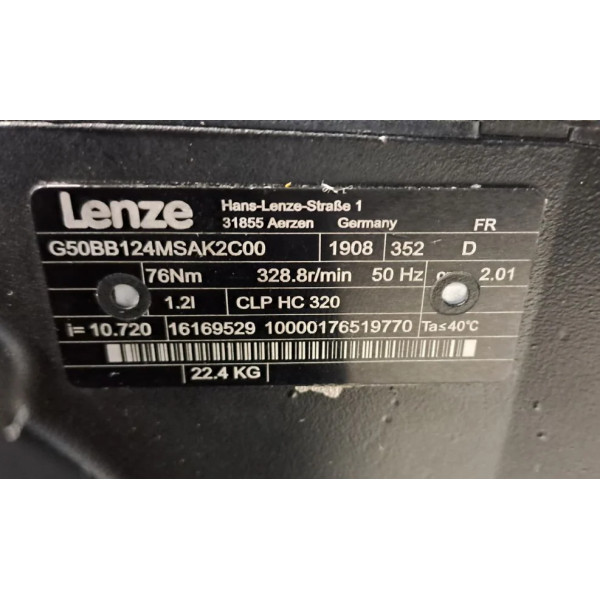 Lenze
Hans-Lenze-Straße 1
31855 Aerzen Germany FR
G50BB124MSAK2C00 1908 352 D
76Nm 328.8r/min 50 Hz 2.01
1.2l CLP HC 320
i= 10.720 16169529 10000176519770 Ta≤40°C
22.4 KG